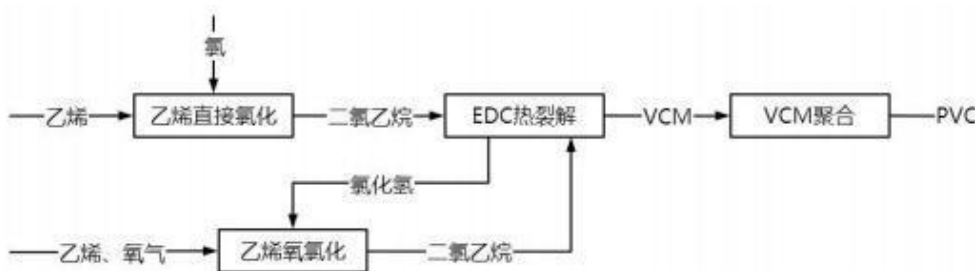 氯
乙烯
乙烯直接氯化
二氯乙烷
EDC热裂解
VCM
VCM聚合
PVC
氯化氢
乙烯、氧气
乙烯氧氯化
二氯乙烷